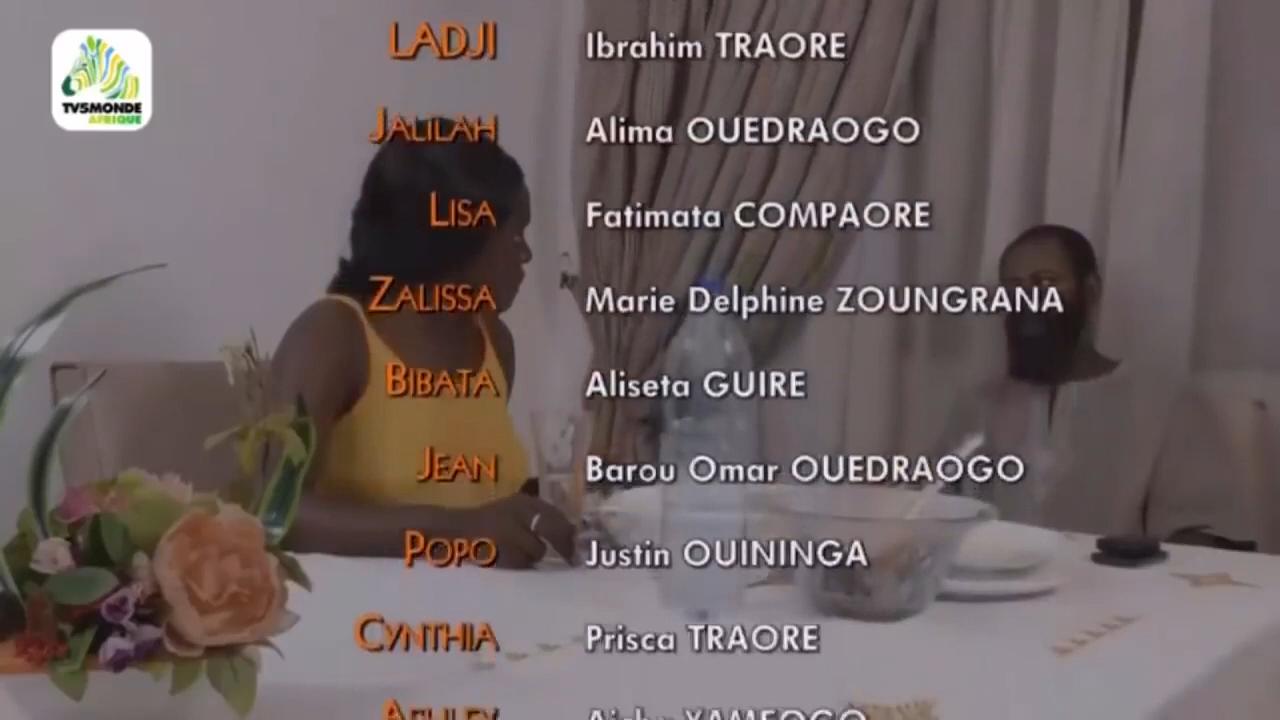 TV5MONDE
AFRIQUE
LADJI Ibrahim TRAORE
JALILAH Alima OUEDRAOGO
LISA Fatimata COMPAORE
ZALISSA Marie Delphine ZOUNGRANA
BIBATA Aliseta GUIRE
JEAN Barou Omar OUEDRAOGO
POPO Justin OUININGA
CYNTHIA Prisca TRAORE